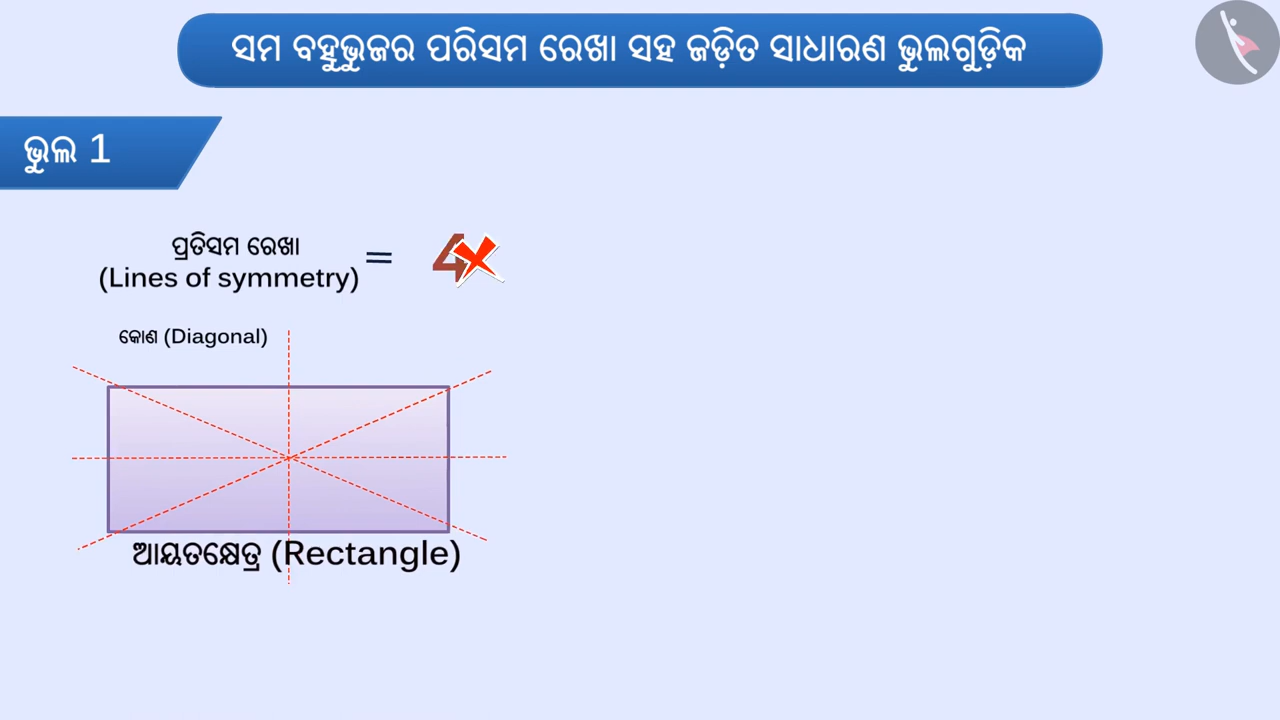 ସମ ବହୁଭୁଜର ପରିସମ ରେଖା ସହ ଜଡ଼ିତ ସାଧାରଣ ଭୁଲଗୁଡ଼ିକ
ଭୁଲ 1
ପ୍ରତିସମ ରେଖା
(Lines of symmetry) = 4
କୋଣ (Diagonal)
ଆୟତକ୍ଷେତ୍ର (Rectangle)